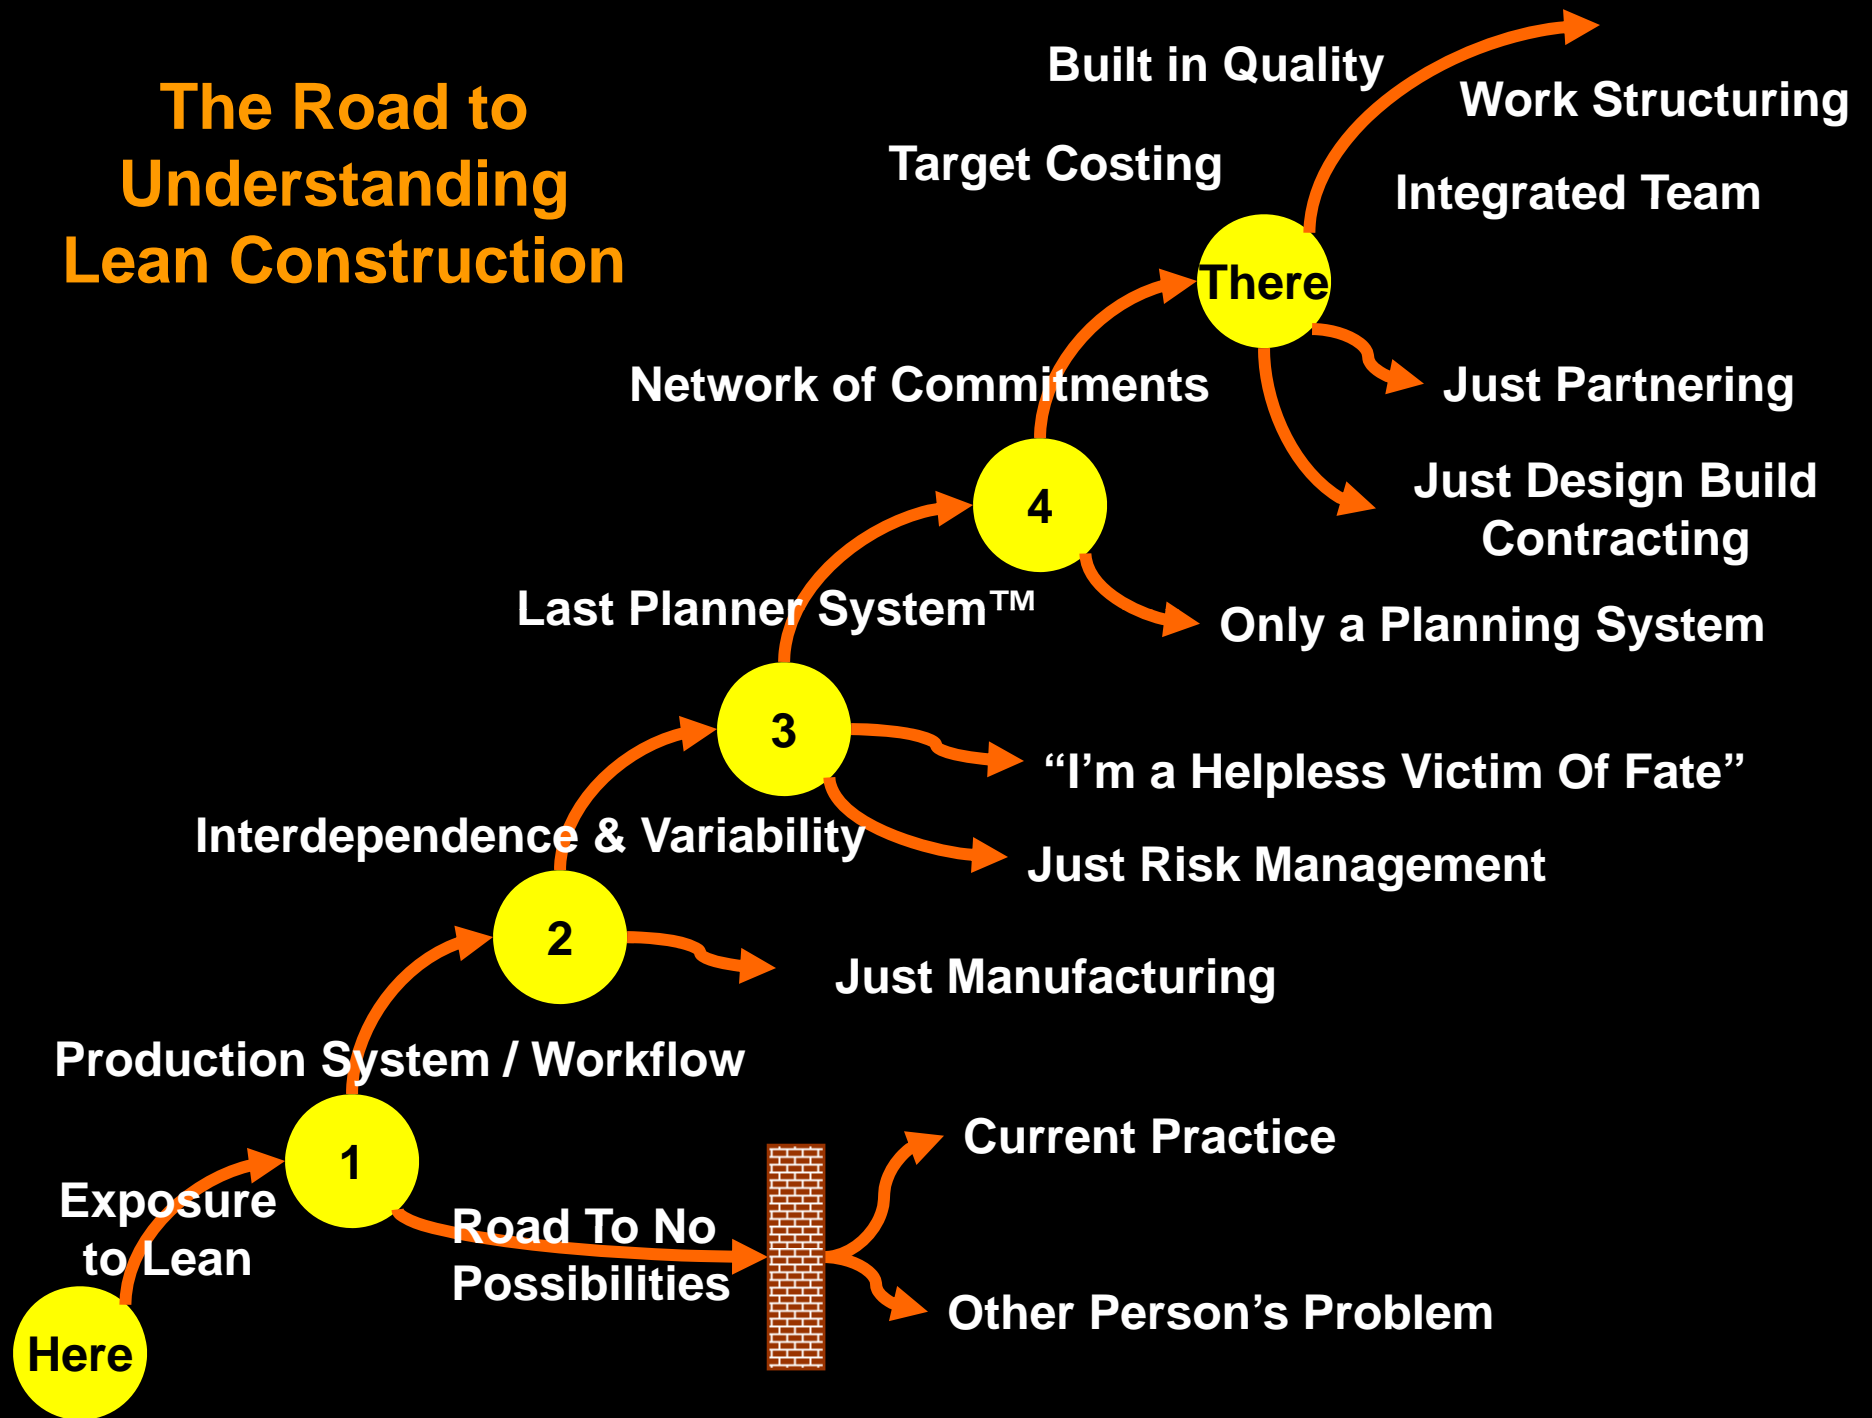 The Road to
Understanding
Lean Construction
Built in Quality
Work Structuring
Target Costing
Integrated Team
There
Network of Commitments
Just Partnering
4
Just Design Build
Contracting
Last Planner System™
Only a Planning System
3
“I’m a Helpless Victim Of Fate”
Interdependence & Variability
Just Risk Management
2
Just Manufacturing
Production System / Workflow
1
Current Practice
Exposure
to Lean
Road To No
Possibilities
Other Person’s Problem
Here